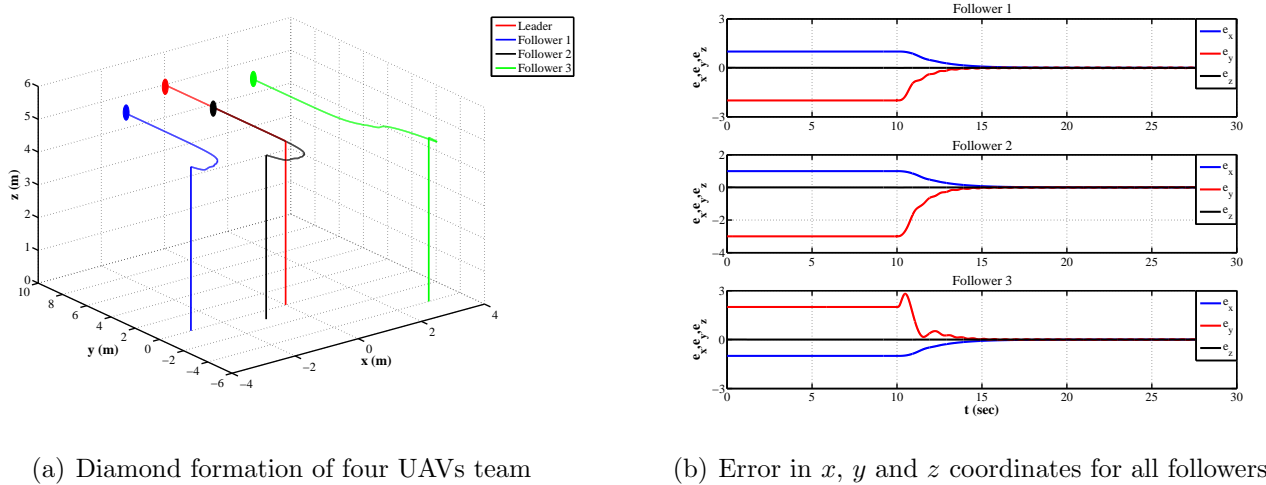 Leader
Follower 1
Follower 2
Follower 3
6
5
4
3
2
1
0
z (m)
10
8
6
4
2
0
−2
−4
−6
y (m)
−4
−2
0
2
4
x (m)
(a) Diamond formation of four UAVs team
Follower 1
3
0
−3
e_x,e_y,e_z
e_x
e_y
e_z
0 5 10 15 20 25 30
Follower 2
2
0
−2
−4
e_x,e_y,e_z
e_x
e_y
e_z
0 5 10 15 20 25 30
Follower 3
3
0
−3
e_x,e_y,e_z
e_x
e_y
e_z
0 5 10 15 20 25 30
t (sec)
(b) Error in x, y and z coordinates for all followers